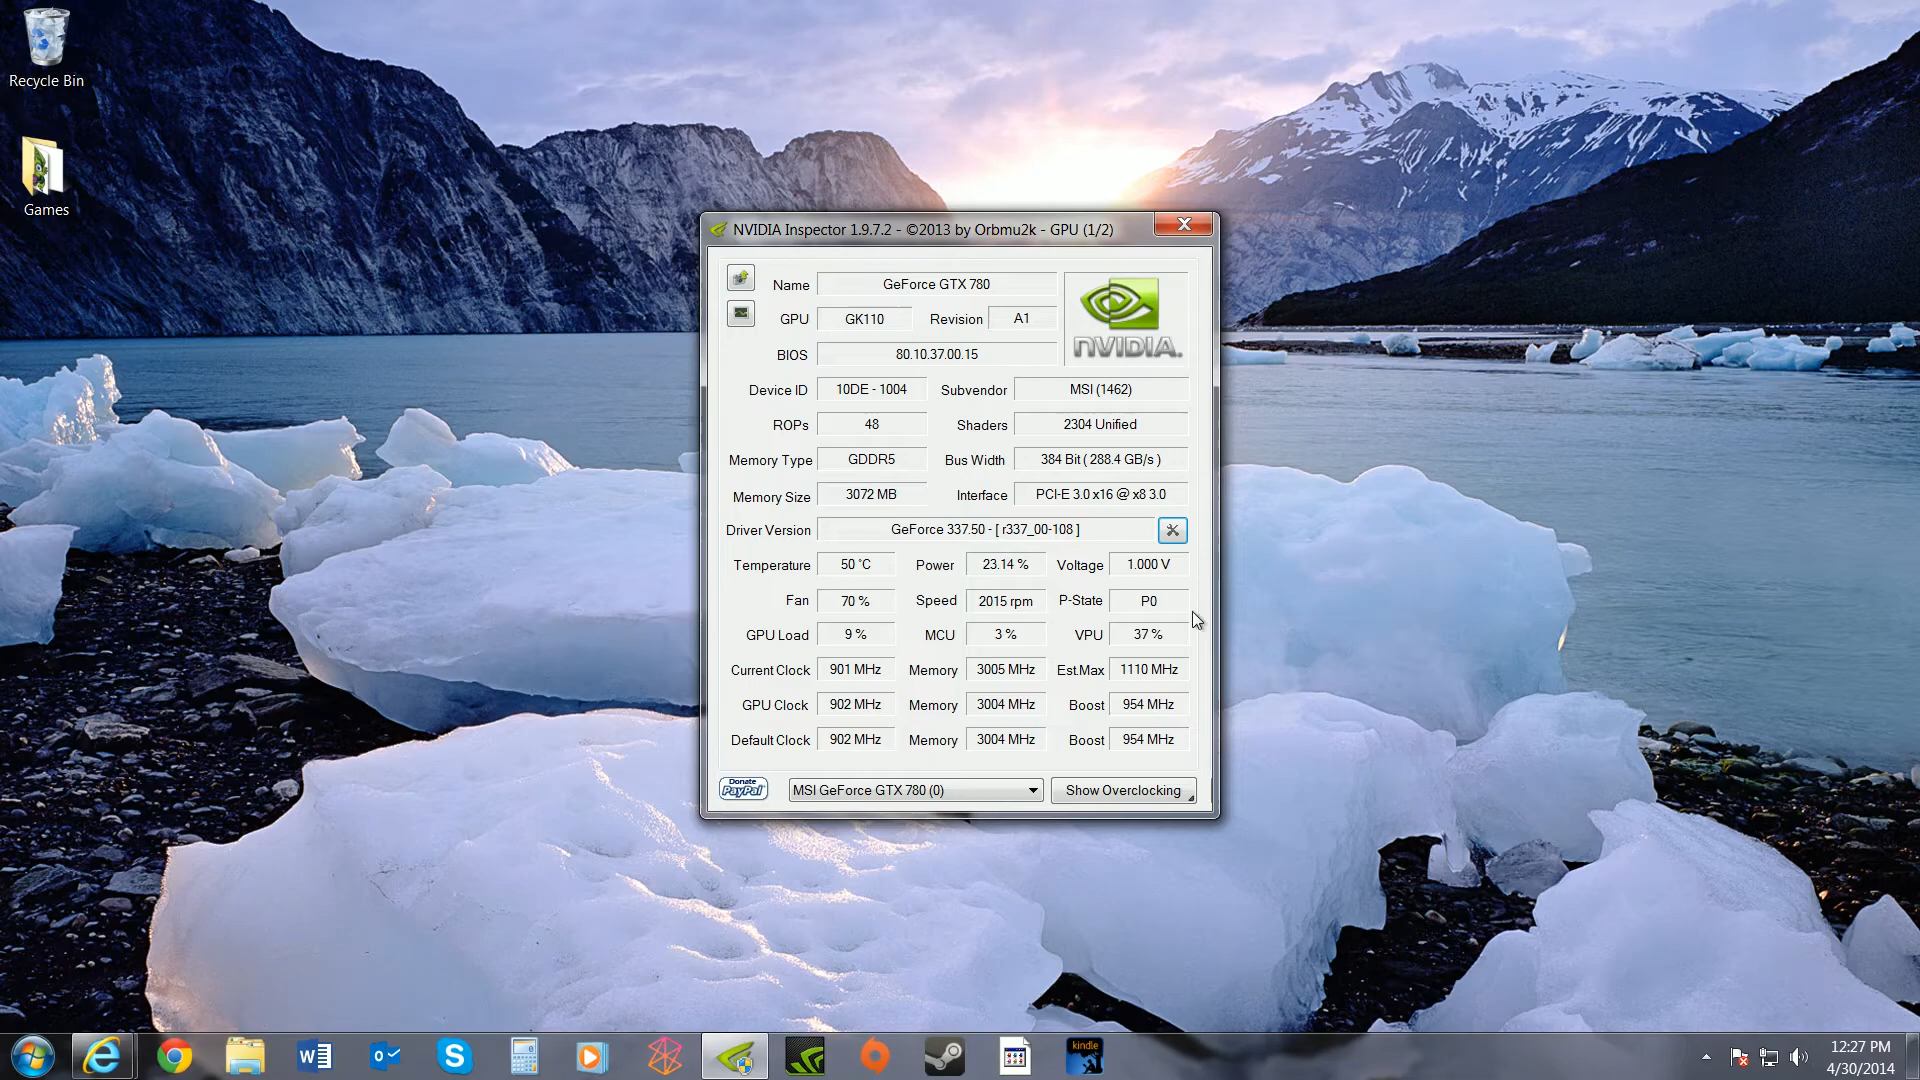 Recycle Bin
Games
NVIDIA Inspector 1.9.7.2 - ©2013 by Orbmu2k - GPU (1/2)
Name GeForce GTX 780
NVIDIA.
GPU GK110 Revision A1
BIOS 80.10.37.00.15
Device ID 10DE - 1004 Subvendor MSI (1462)
ROPs 48 Shaders 2304 Unified
Memory Type GDDR5 Bus Width 384 Bit ( 288.4 GB/s )
Memory Size 3072 MB Interface PCI-E 3.0 x16 @ x8 3.0
Driver Version GeForce 337.50 - [ r337_00-108 ]
Temperature 50 °C Power 23.14 % Voltage 1.000 V
Fan 70 % Speed 2015 rpm P-State P0
GPU Load 9 % MCU 3 % VPU 37 %
Current Clock 901 MHz Memory 3005 MHz Est.Max 1110 MHz
GPU Clock 902 MHz Memory 3004 MHz Boost 954 MHz
Default Clock 902 MHz Memory 3004 MHz Boost 954 MHz
Donate
PayPal
MSI GeForce GTX 780 (0) Show Overclocking
kindle
12:27 PM
4/30/2014